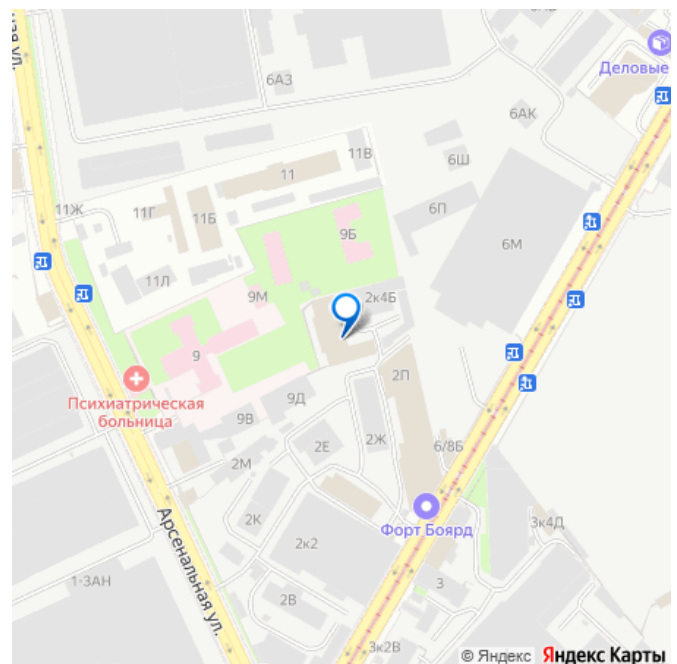 6А3
Деловые
6АК
11В
6Ш
11
11Ж
11Г
11Б
6П
9Б
6М
11Л
9М
2к4Б
9
2П
Психиатрическая
больница
9Д
9В
2Е
2Ж
6/8Б
2М
Форт Боярд
2К
3к4Д
Арсенальная ул.
2к2
1-3АН
3
2В
3к2В
© Яндекс Яндекс Карты